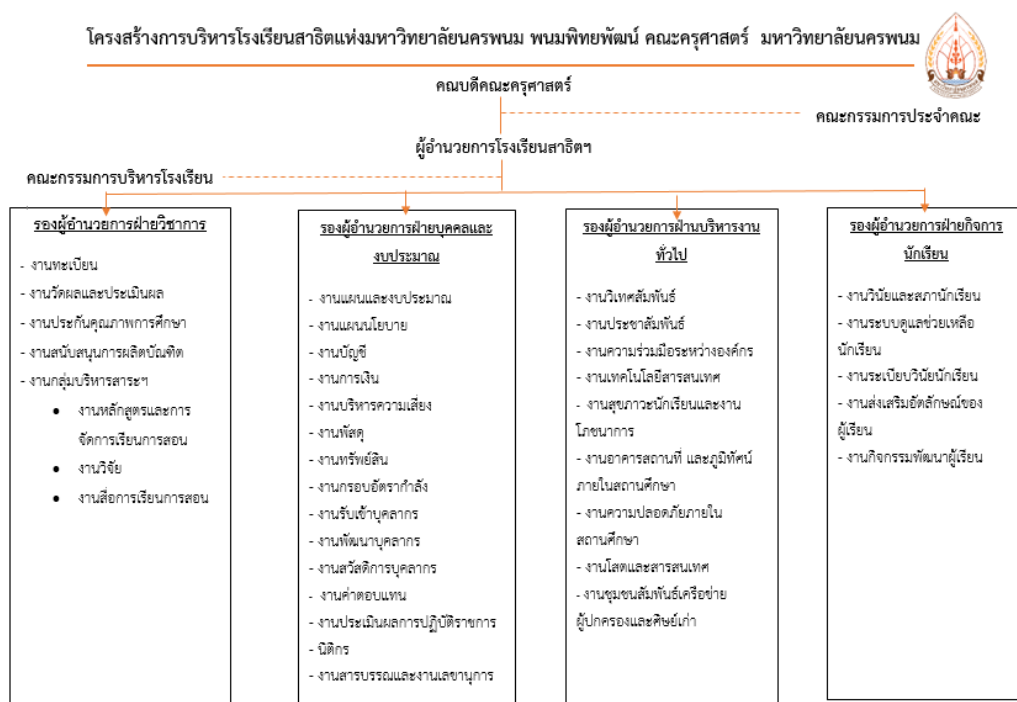 โครงสร้างการบริหารโรงเรียนสาธิตแห่งมหาวิทยาลัยนครพนม พนมพิทยพัฒน์ คณะครุศาสตร์ มหาวิทยาลัยนครพนม
คณบดีคณะครุศาสตร์
คณะกรรมการประจำคณะ
ผู้อำนวยการโรงเรียนสาธิตฯ
คณะกรรมการบริหารโรงเรียน
รองผู้อำนวยการฝ่ายวิชาการ
- งานทะเบียน
- งานวัดผลและประเมินผล
- งานประกันคุณภาพการศึกษา
- งานสนับสนุนการผลิตบัณฑิต
- งานกลุ่มบริหารสาระฯ
• งานหลักสูตรและการ
จัดการเรียนการสอน
• งานวิจัย
• งานสื่อการเรียนการสอน
รองผู้อำนวยการฝ่ายบุคคลและ
งบประมาณ
- งานแผนและงบประมาณ
- งานแผนนโยบาย
- งานบัญชี
- งานการเงิน
- งานบริหารความเสี่ยง
- งานพัสดุ
- งานทรัพย์สิน
- งานกรอบอัตรากำลัง
- งานรับเข้าบุคลากร
- งานพัฒนาบุคลากร
- งานสวัสดิการบุคลากร
- งานค่าตอบแทน
- งานประเมินผลการปฏิบัติราชการ
- นิติกร
- งานสารบรรณและงานเลขานุการ
รองผู้อำนวยการฝ่านบริหารงาน
ทั่วไป
- งานวิเทศสัมพันธ์
- งานประชาสัมพันธ์
- งานความร่วมมือระหว่างองค์กร
- งานเทคโนโลยีสารสนเทศ
- งานสุขภาวะนักเรียนและงาน
โภชนาการ
- งานอาคารสถานที่ และภูมิทัศน์
ภายในสถานศึกษา
- งานความปลอดภัยภายใน
สถานศึกษา
- งานโสตและสารสนเทศ
- งานชุมชนสัมพันธ์เครือข่าย
ผู้ปกครองและศิษย์เก่า
รองผู้อำนวยการฝ่ายกิจการ
นักเรียน
- งานวินัยและสภานักเรียน
- งานระบบดูแลช่วยเหลือ
นักเรียน
- งานระเบียบวินัยนักเรียน
- งานส่งเสริมอัตลักษณ์ของ
ผู้เรียน
- งานกิจกรรมพัฒนาผู้เรียน